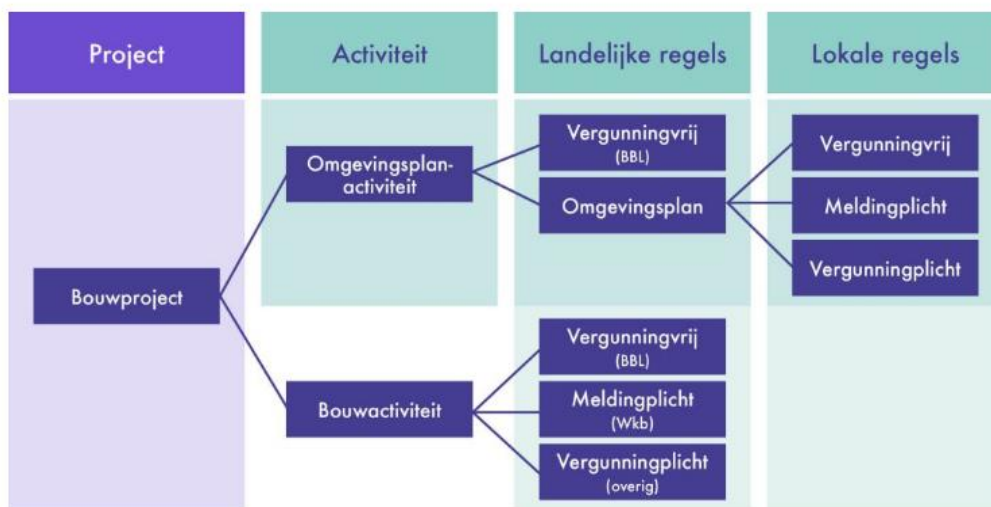 Project
Activiteit
Landelijke regels
Lokale regels
Bouwproject
Omgevingsplan-
activiteit
Bouwactiviteit
Vergunningvrij
(BBL)
Omgevingsplan
Vergunningvrij
(BBL)
Meldingplicht
(Wkb)
Vergunningplicht
(overig)
Vergunningvrij
Meldingplicht
Vergunningplicht